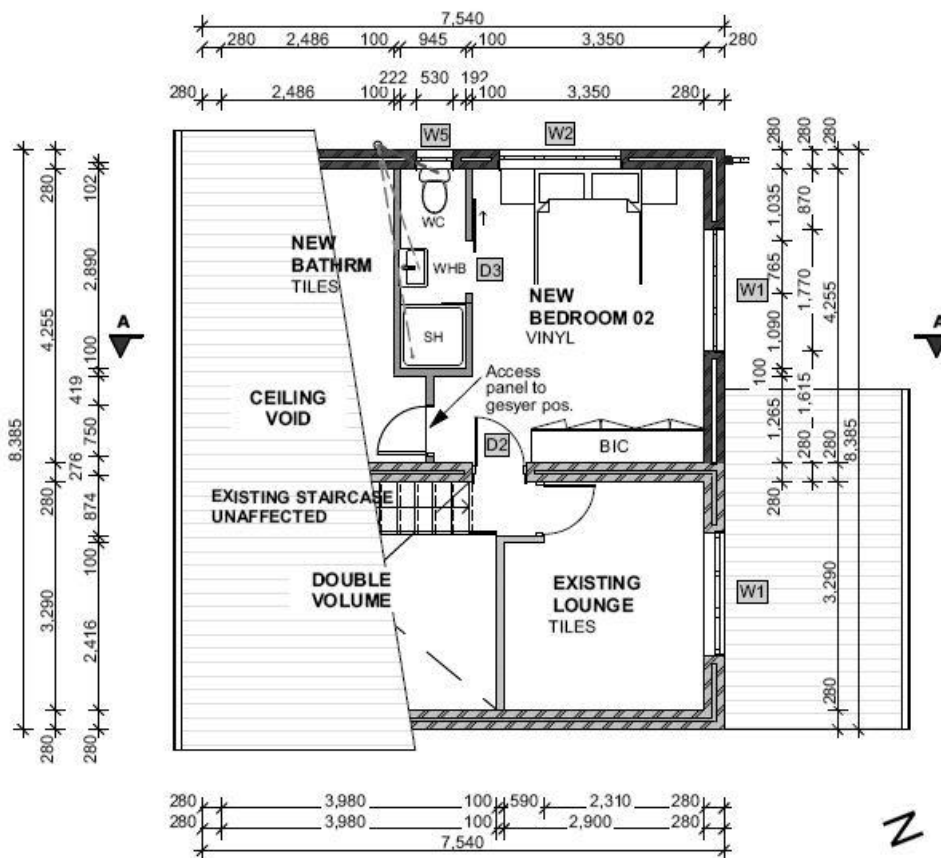 7,540
280 2,486 100 945 100 3,350 280
222 530 192
280 2,486 100 100 3,350 280
W5 W2
280
1,035
765
1,090
100
1,265
280
280
870
1,770
1,615
280
280
4,255
280
3,290
280
8,385
8,385
280
4,255
280
3,290
280
102
2,890
100
419
750
276
874
100
2,416
280
A
A
WC
WHB
D3
SH
NEW
BATHRM
TILES
NEW
BEDROOM 02
VINYL
W1
CEILING
VOID
Access
panel to
gesyer pos.
D2
BIC
EXISTING STAIRCASE
UNAFFECTED
DOUBLE
VOLUME
EXISTING
LOUNGE
TILES
W1
280 3,980 100 590 2,310 280
280 3,980 100 2,900 280
7,540
N